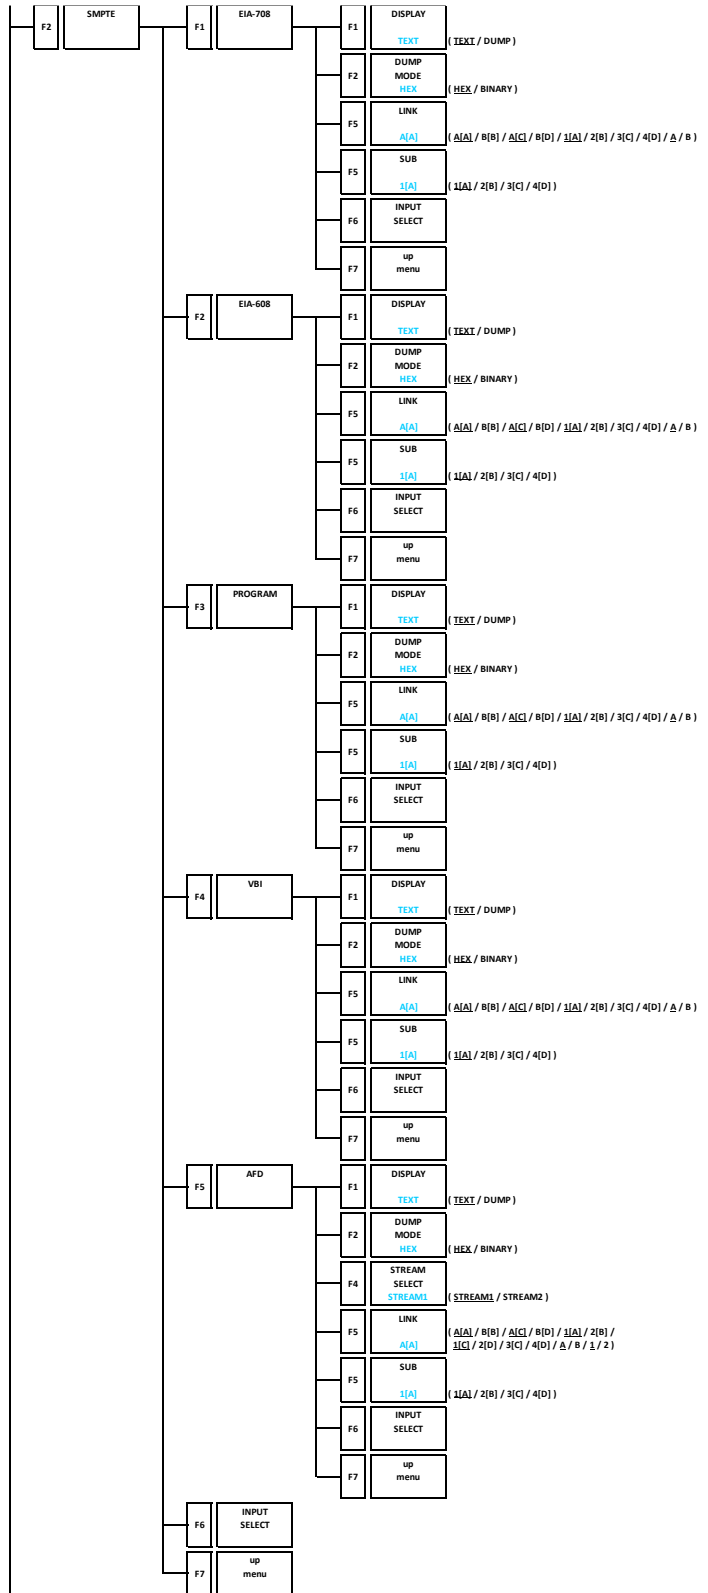 F2
SMPTE
F1
EIA-708
F1
DISPLAY
TEXT
( TEXT / DUMP )
F2
DUMP
MODE
HEX
( HEX / BINARY )
F5
LINK
A[A]
( A[A] / B[B] / A[C] / B[D] / 1[A] / 2[B] / 3[C] / 4[D] / A / B )
F5
SUB
1[A]
( 1[A] / 2[B] / 3[C] / 4[D] )
F6
INPUT
SELECT
F7
up
menu
F2
EIA-608
F1
DISPLAY
TEXT
( TEXT / DUMP )
F2
DUMP
MODE
HEX
( HEX / BINARY )
F5
LINK
A[A]
( A[A] / B[B] / A[C] / B[D] / 1[A] / 2[B] / 3[C] / 4[D] / A / B )
F5
SUB
1[A]
( 1[A] / 2[B] / 3[C] / 4[D] )
F6
INPUT
SELECT
F7
up
menu
F3
PROGRAM
F1
DISPLAY
TEXT
( TEXT / DUMP )
F2
DUMP
MODE
HEX
( HEX / BINARY )
F5
LINK
A[A]
( A[A] / B[B] / A[C] / B[D] / 1[A] / 2[B] / 3[C] / 4[D] / A / B )
F5
SUB
1[A]
( 1[A] / 2[B] / 3[C] / 4[D] )
F6
INPUT
SELECT
F7
up
menu
F4
VBI
F1
DISPLAY
TEXT
( TEXT / DUMP )
F2
DUMP
MODE
HEX
( HEX / BINARY )
F5
LINK
A[A]
( A[A] / B[B] / A[C] / B[D] / 1[A] / 2[B] / 3[C] / 4[D] / A / B )
F5
SUB
1[A]
( 1[A] / 2[B] / 3[C] / 4[D] )
F6
INPUT
SELECT
F7
up
menu
F5
AFD
F1
DISPLAY
TEXT
( TEXT / DUMP )
F2
DUMP
MODE
HEX
( HEX / BINARY )
F4
STREAM
SELECT
STREAM1
( STREAM1 / STREAM2 )
F5
LINK
A[A]
( A[A] / B[B] / A[C] / B[D] / 1[A] / 2[B] /
1[C] / 2[D] / 3[C] / 4[D] / A / B / 1 / 2 )
F5
SUB
1[A]
( 1[A] / 2[B] / 3[C] / 4[D] )
F6
INPUT
SELECT
F7
up
menu
F6
INPUT
SELECT
F7
up
menu